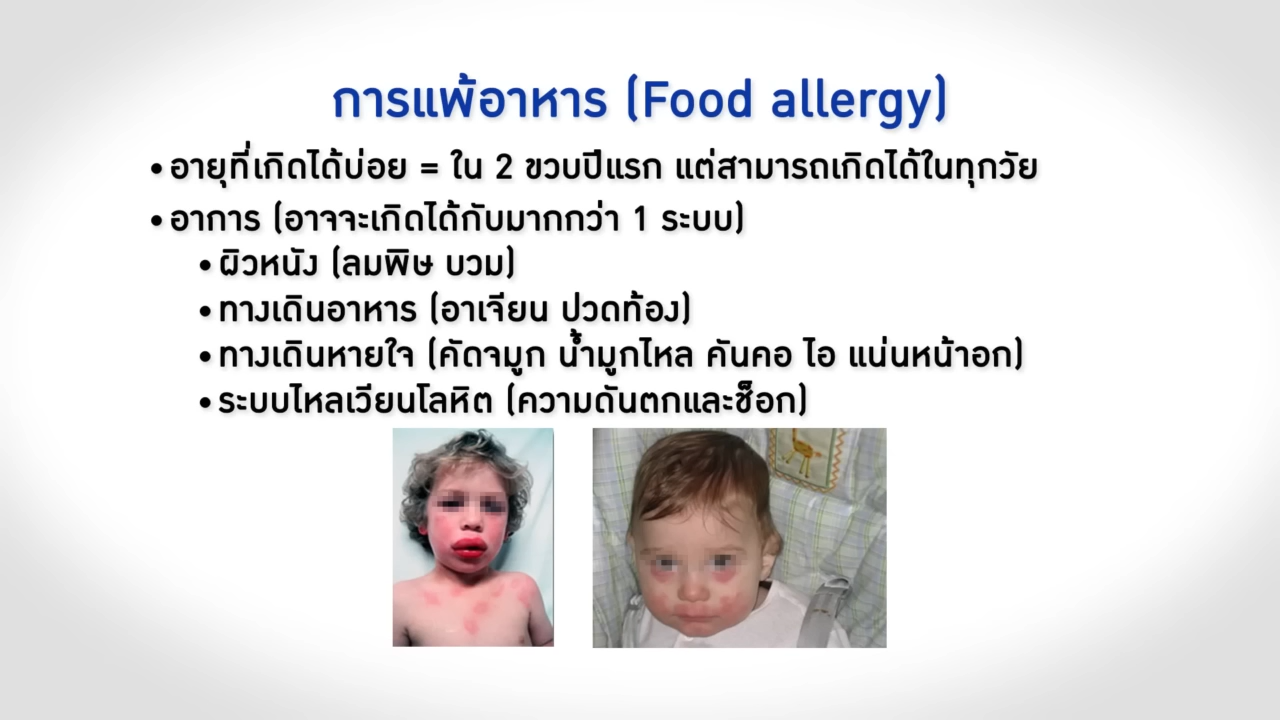 การแพ้อาหาร (Food allergy)
• อายุที่เกิดได้บ่อย = ใน 2 ขวบปีแรก แต่สามารถเกิดได้ในทุกวัย
• อาการ (อาจจะเกิดได้กับมากกว่า 1 ระบบ)
• ผิวหนัง (ลมพิษ บวม)
• ทางเดินอาหาร (อาเจียน ปวดท้อง)
• ทางเดินหายใจ (คัดจมูก น้ำมูกไหล คันคอ ไอ แน่นหน้าอก)
• ระบบไหลเวียนโลหิต (ความดันตกและช็อก)